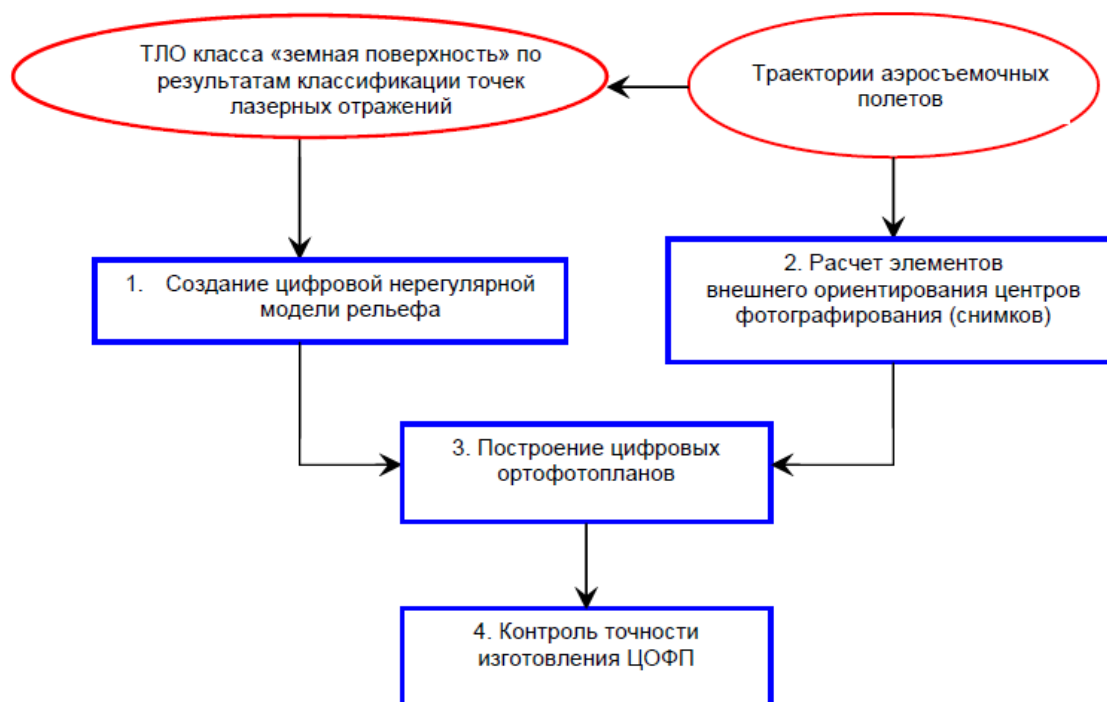 ТЛО класса «земная поверхность» по
результатам классификации точек
лазерных отражений
Траектории аэросъемочных
полетов
1. Создание цифровой нерегулярной
модели рельефа
2. Расчет элементов
внешнего ориентирования центров
фотографирования (снимков)
3. Построение цифровых
ортофотопланов
4. Контроль точности
изготовления ЦОФП